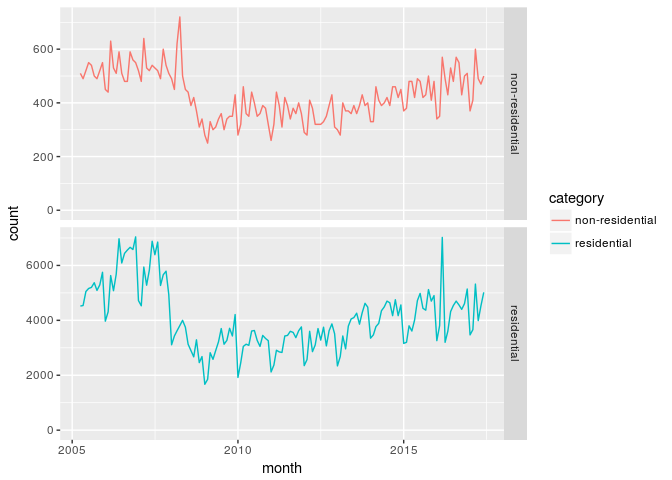 count
600
400
200
0
non-residential
6000
4000
2000
0
residential
2005
2010
2015
month
category
non-residential
residential